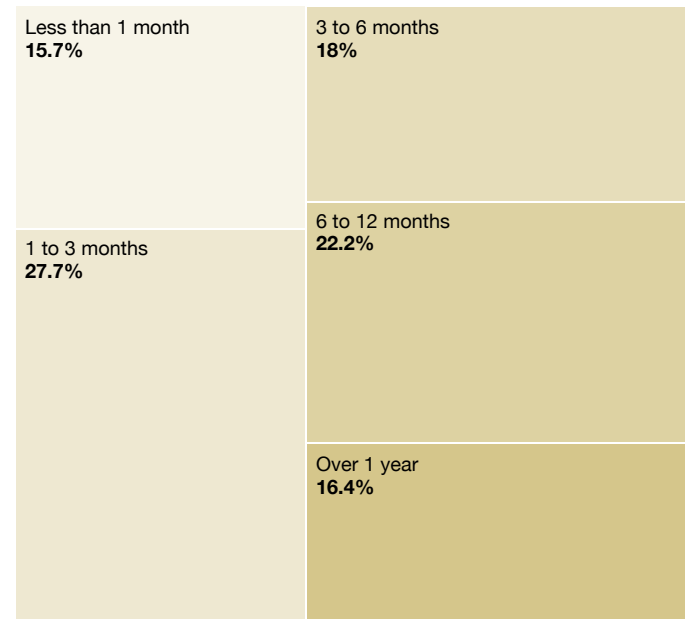 Less than 1 month
15.7%
1 to 3 months
27.7%
3 to 6 months
18%
6 to 12 months
22.2%
Over 1 year
16.4%